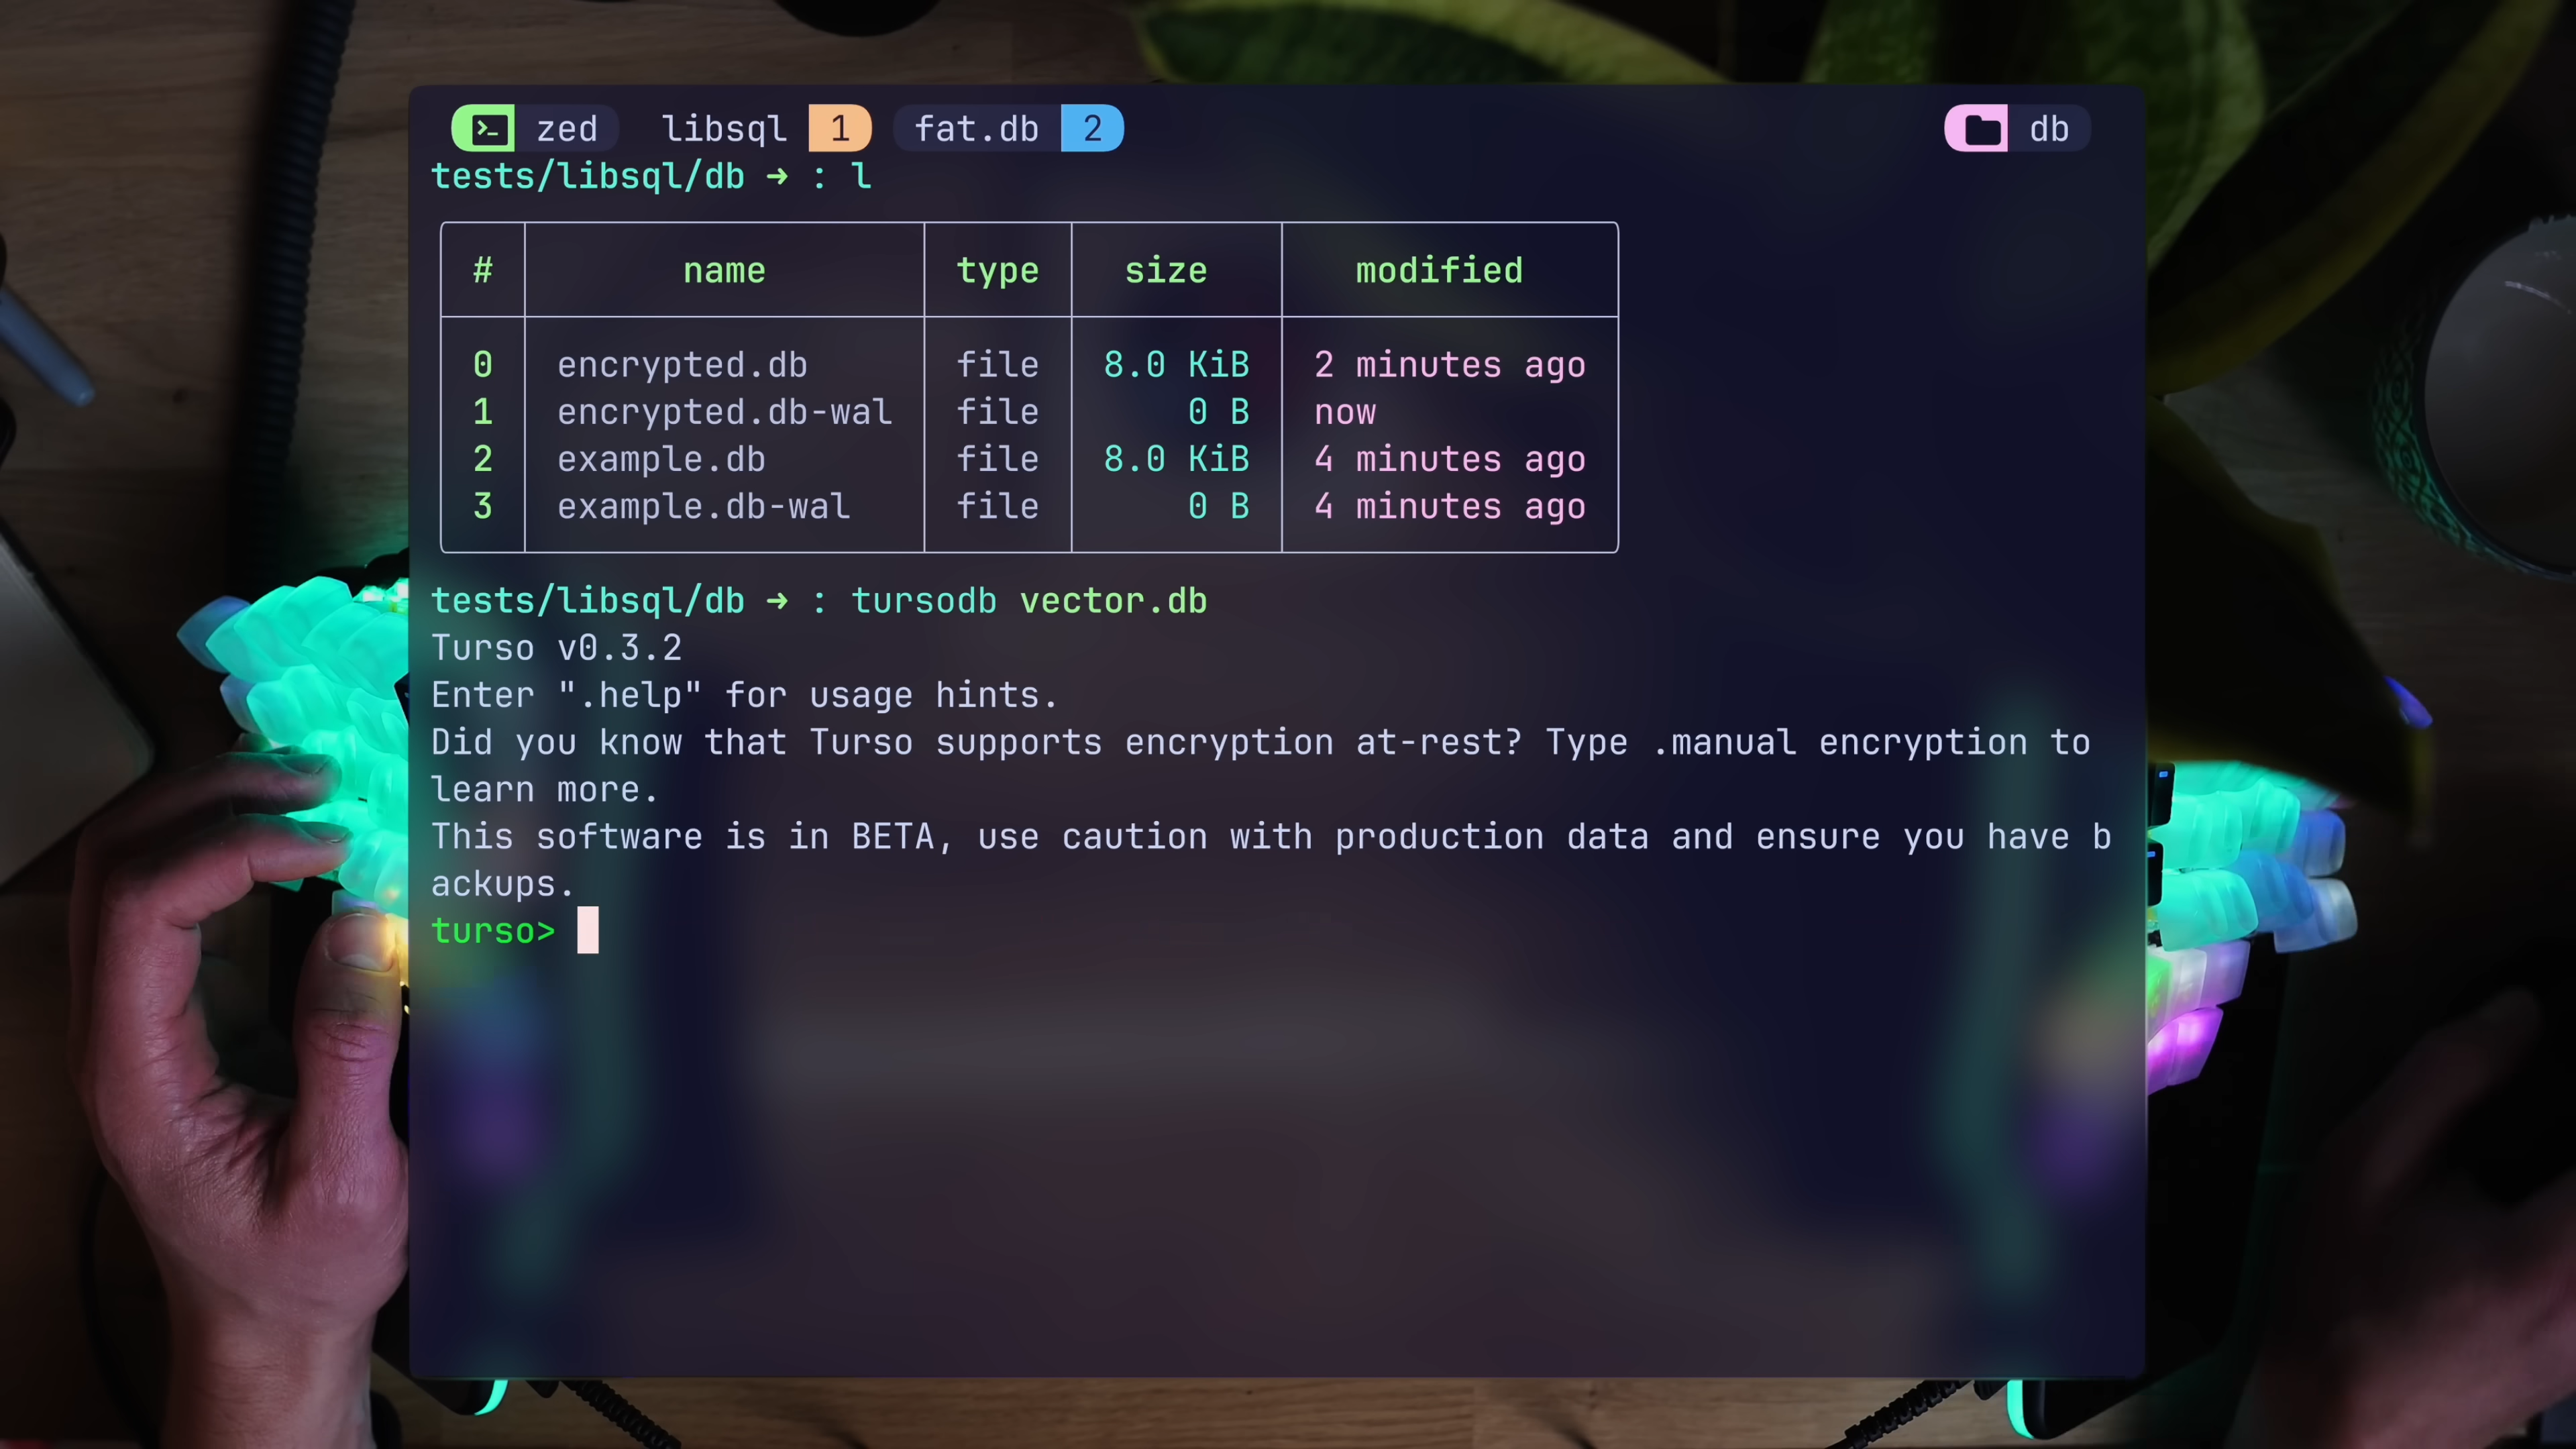 zed libsql 1 fat.db 2 db
tests/libsql/db → : l
# name type size modified
0 encrypted.db file 8.0 KiB 2 minutes ago
1 encrypted.db-wal file 0 B now
2 example.db file 8.0 KiB 4 minutes ago
3 example.db-wal file 0 B 4 minutes ago
tests/libsql/db → : tursodb vector.db
Turso v0.3.2
Enter ".help" for usage hints.
Did you know that Turso supports encryption at-rest? Type .manual encryption to
learn more.
This software is in BETA, use caution with production data and ensure you have b
ackups.
turso>